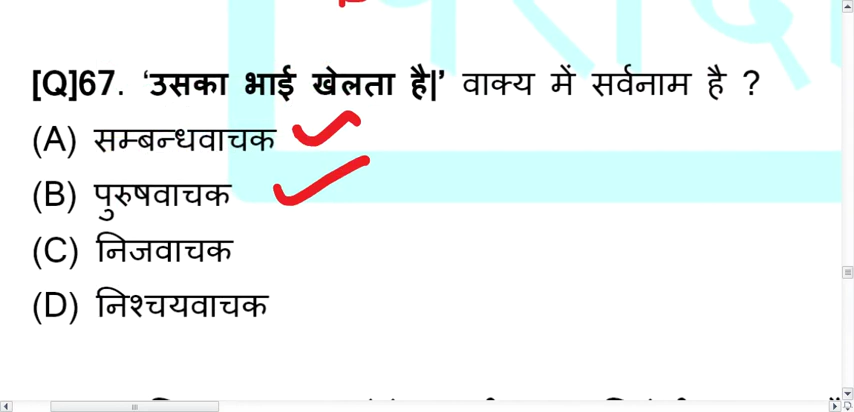 [Q]67. ‘उसका भाई खेलता है|’ वाक्य में सर्वनाम है ?
(A) सम्बन्धवाचक
(B) पुरुषवाचक
(C) निजवाचक
(D) निश्चयवाचक